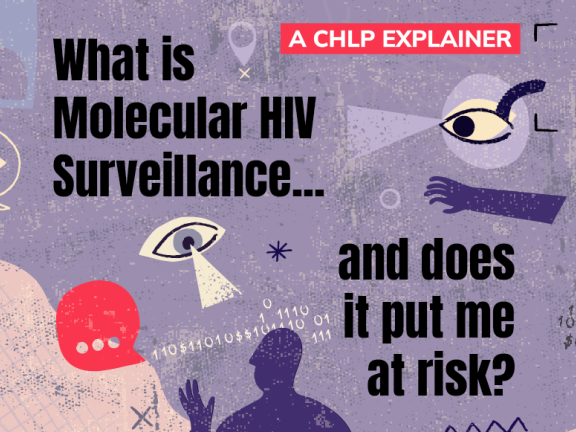 A CHLP EXPLAINER
What is
Molecular HIV
Surveillance...
and does
it put me
at risk?